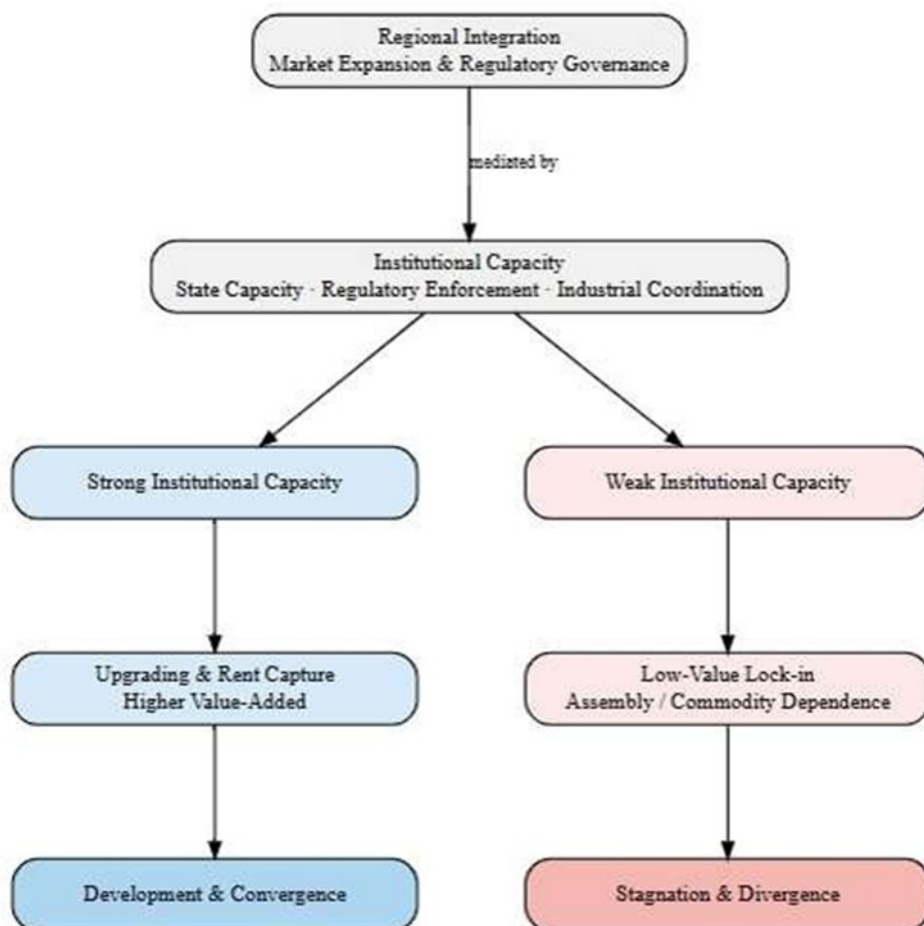 Regional Integration
Market Expansion & Regulatory Governance
mediated by
Institutional Capacity
State Capacity · Regulatory Enforcement · Industrial Coordination
Strong Institutional Capacity
Weak Institutional Capacity
Upgrading & Rent Capture
Higher Value-Added
Low-Value Lock-in
Assembly / Commodity Dependence
Development & Convergence
Stagnation & Divergence